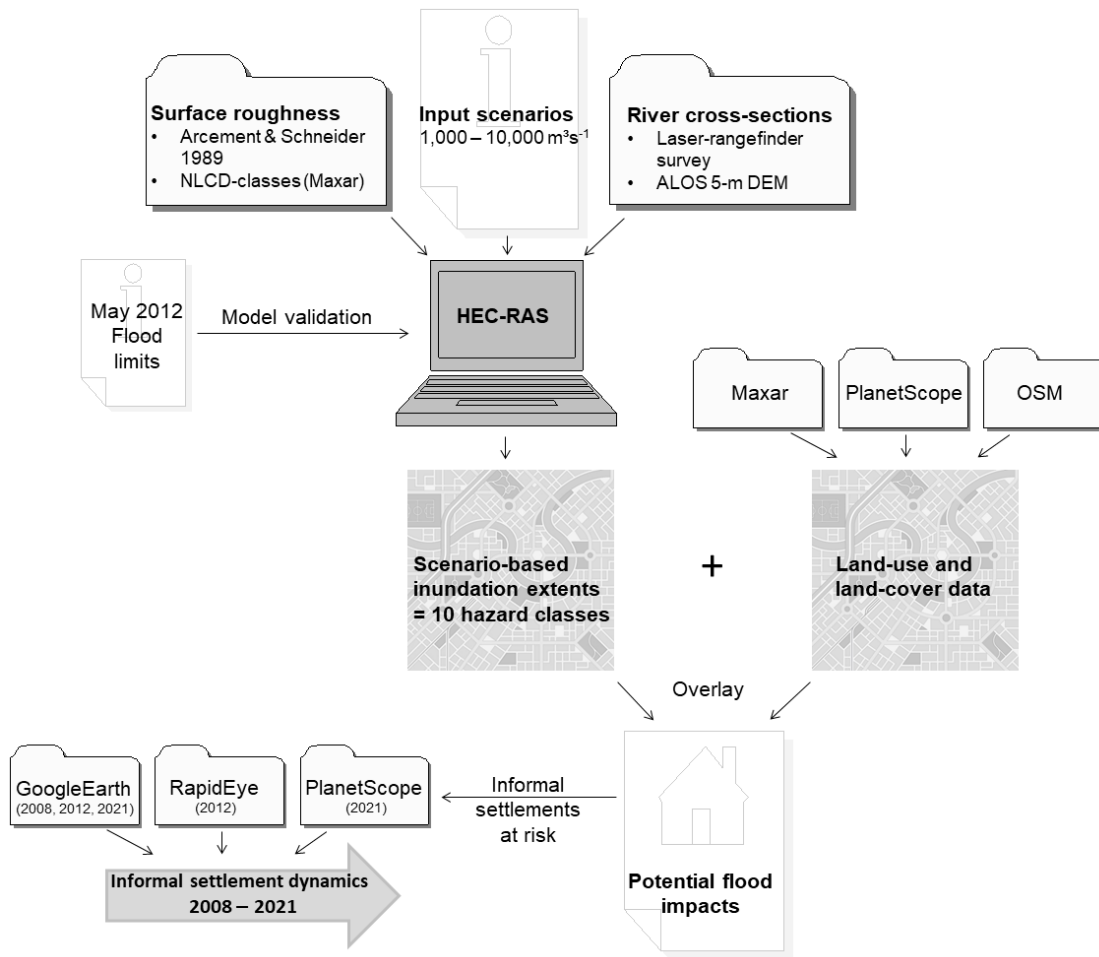 Surface roughness
• Arcement & Schneider
1989
• NLCD-classes (Maxar)
Input scenarios
1,000 – 10,000 m³s⁻¹
River cross-sections
• Laser-rangefinder
survey
• ALOS 5-m DEM
May 2012
Flood
limits
Model validation
HEC-RAS
Maxar
PlanetScope
OSM
Scenario-based
inundation extents
= 10 hazard classes
+
Land-use and
land-cover data
Overlay
GoogleEarth
(2008, 2012, 2021)
RapidEye
(2012)
PlanetScope
(2021)
Informal
settlements
at risk
Potential flood
impacts
Informal settlement dynamics
2008 – 2021